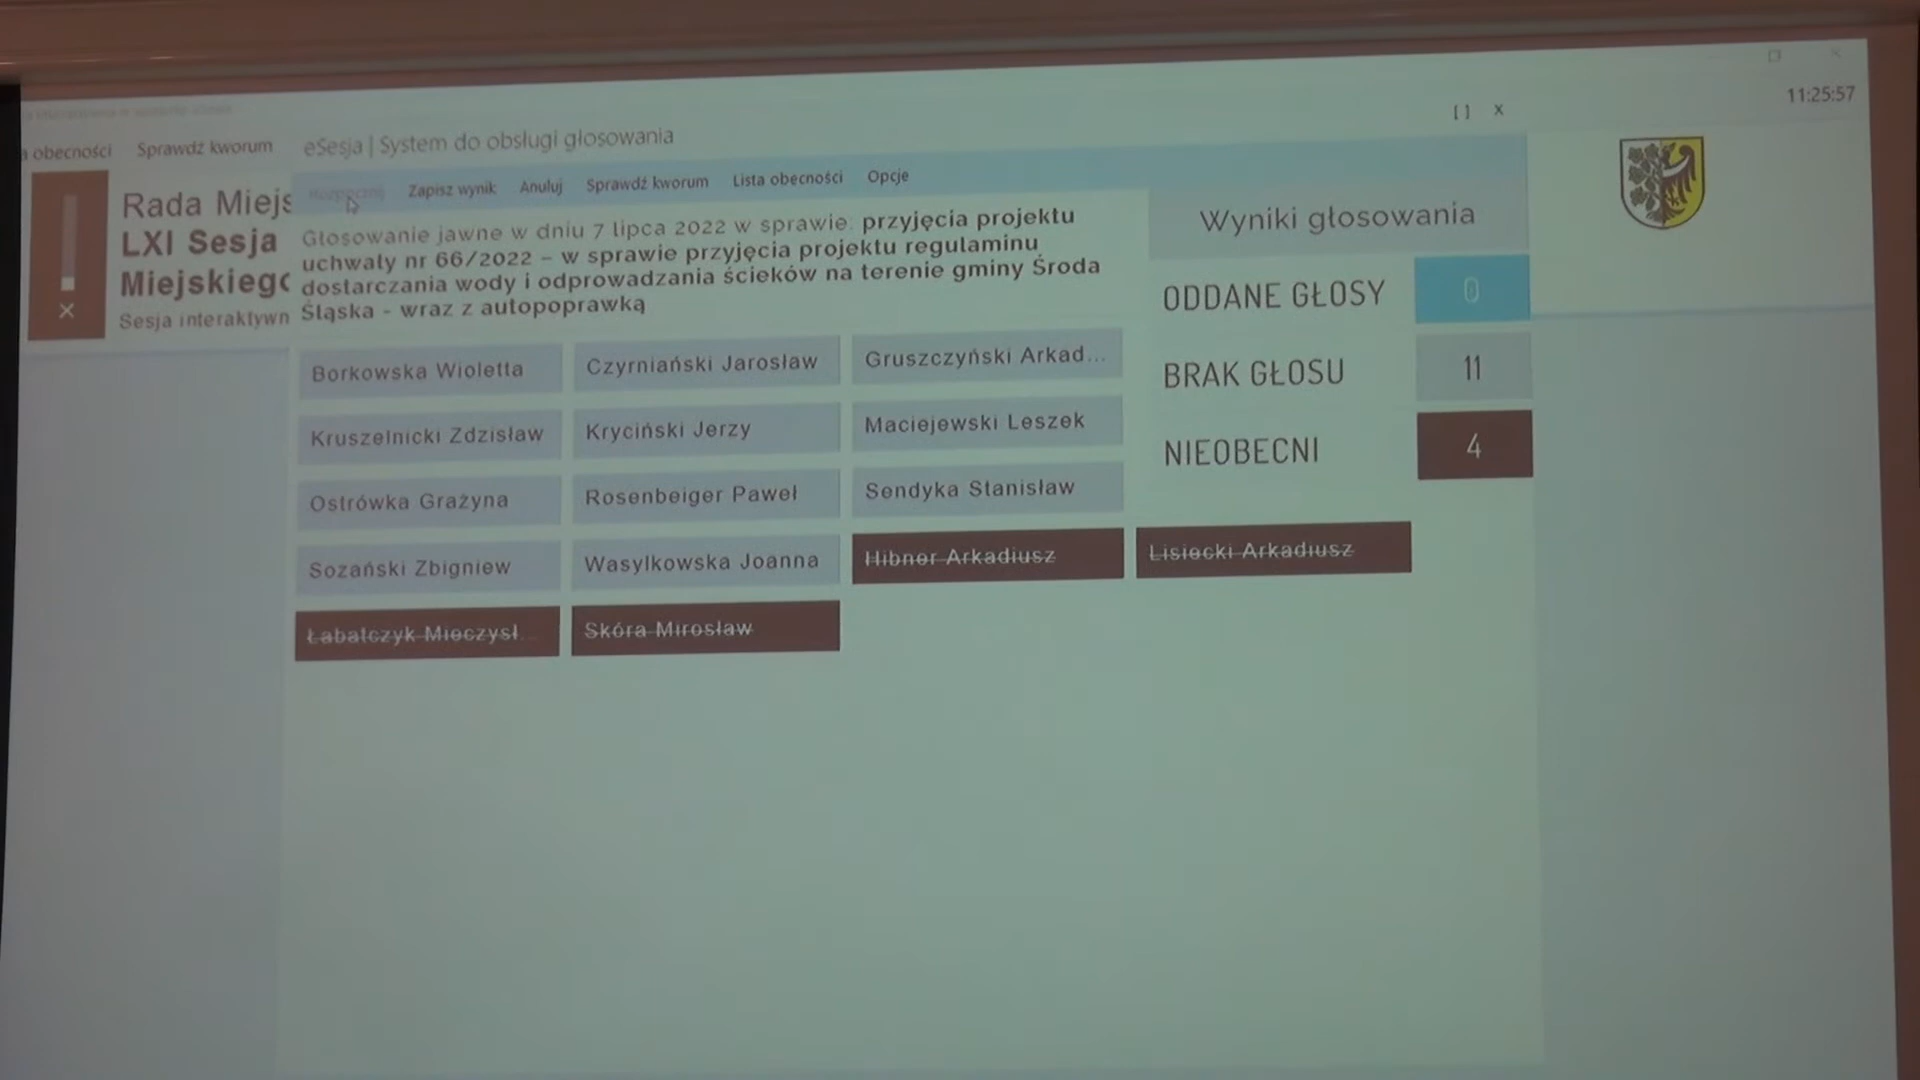 11:25:57
[ ] x
obecności Sprawdź kworum eSesja | System do obsługi głosowania
Rozpocznij Zapisz wynik Anuluj Sprawdź kworum Lista obecności Opcje
Rada Miejs
LXI Sesja
Miejskiego
Sesja interaktywn
Głosowanie jawne w dniu 7 lipca 2022 w sprawie: przyjęcia projektu
uchwały nr 66/2022 – w sprawie przyjęcia projektu regulaminu
dostarczania wody i odprowadzania ścieków na terenie gminy Środa
Śląska - wraz z autopoprawką
Wyniki głosowania
ODDANE GŁOSY 0
BRAK GŁOSU 11
NIEOBECNI 4
Borkowska Wioletta Czyrniański Jarosław Gruszczyński Arkad...
Kruszelnicki Zdzisław Kryciński Jerzy Maciejewski Leszek
Ostrówka Grażyna Rosenbeiger Paweł Sendyka Stanisław
Sozański Zbigniew Wasylkowska Joanna Hibner Arkadiusz Lisiecki Arkadiusz
Łabatczyk Mieczysł... Skóra Mirosław